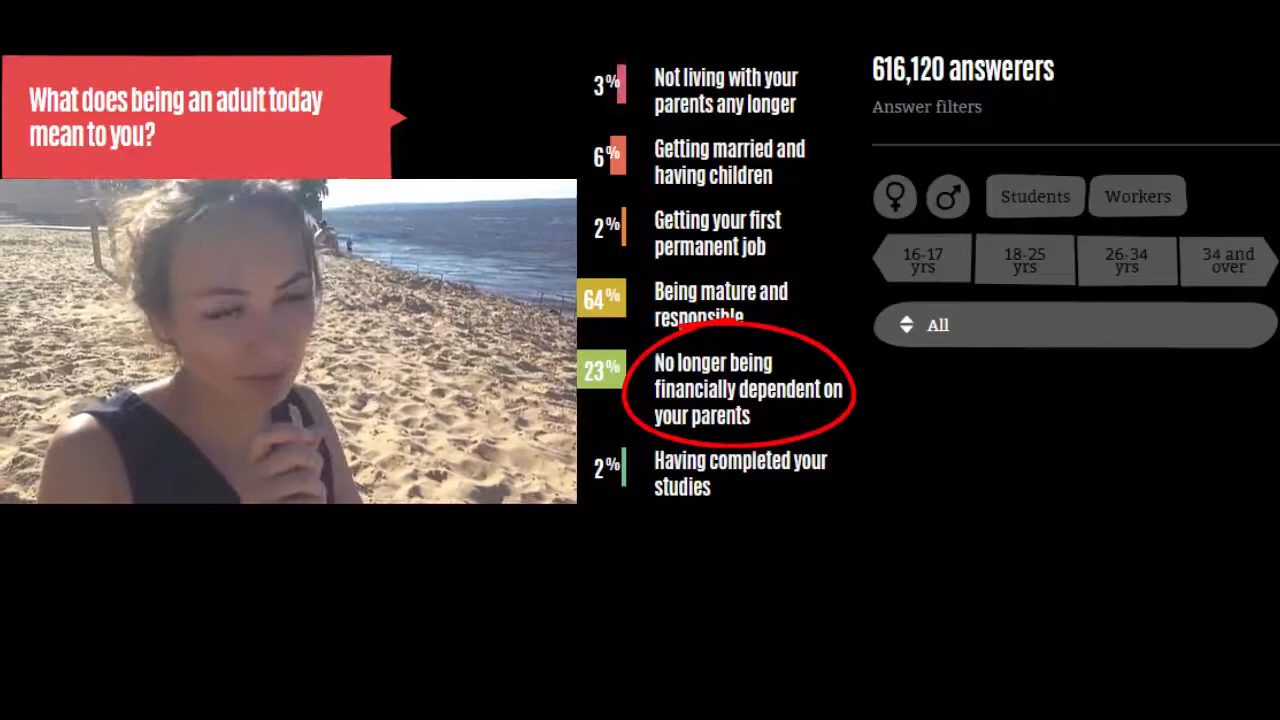 What does being an adult today
mean to you?
3%
Not living with your
parents any longer
6%
Getting married and
having children
2%
Getting your first
permanent job
64%
Being mature and
responsible
23%
No longer being
financially dependent on
your parents
2%
Having completed your
studies
616,120 answerers
Answer filters
Students
Workers
16-17
yrs
18-25
yrs
26-34
yrs
34 and
over
All